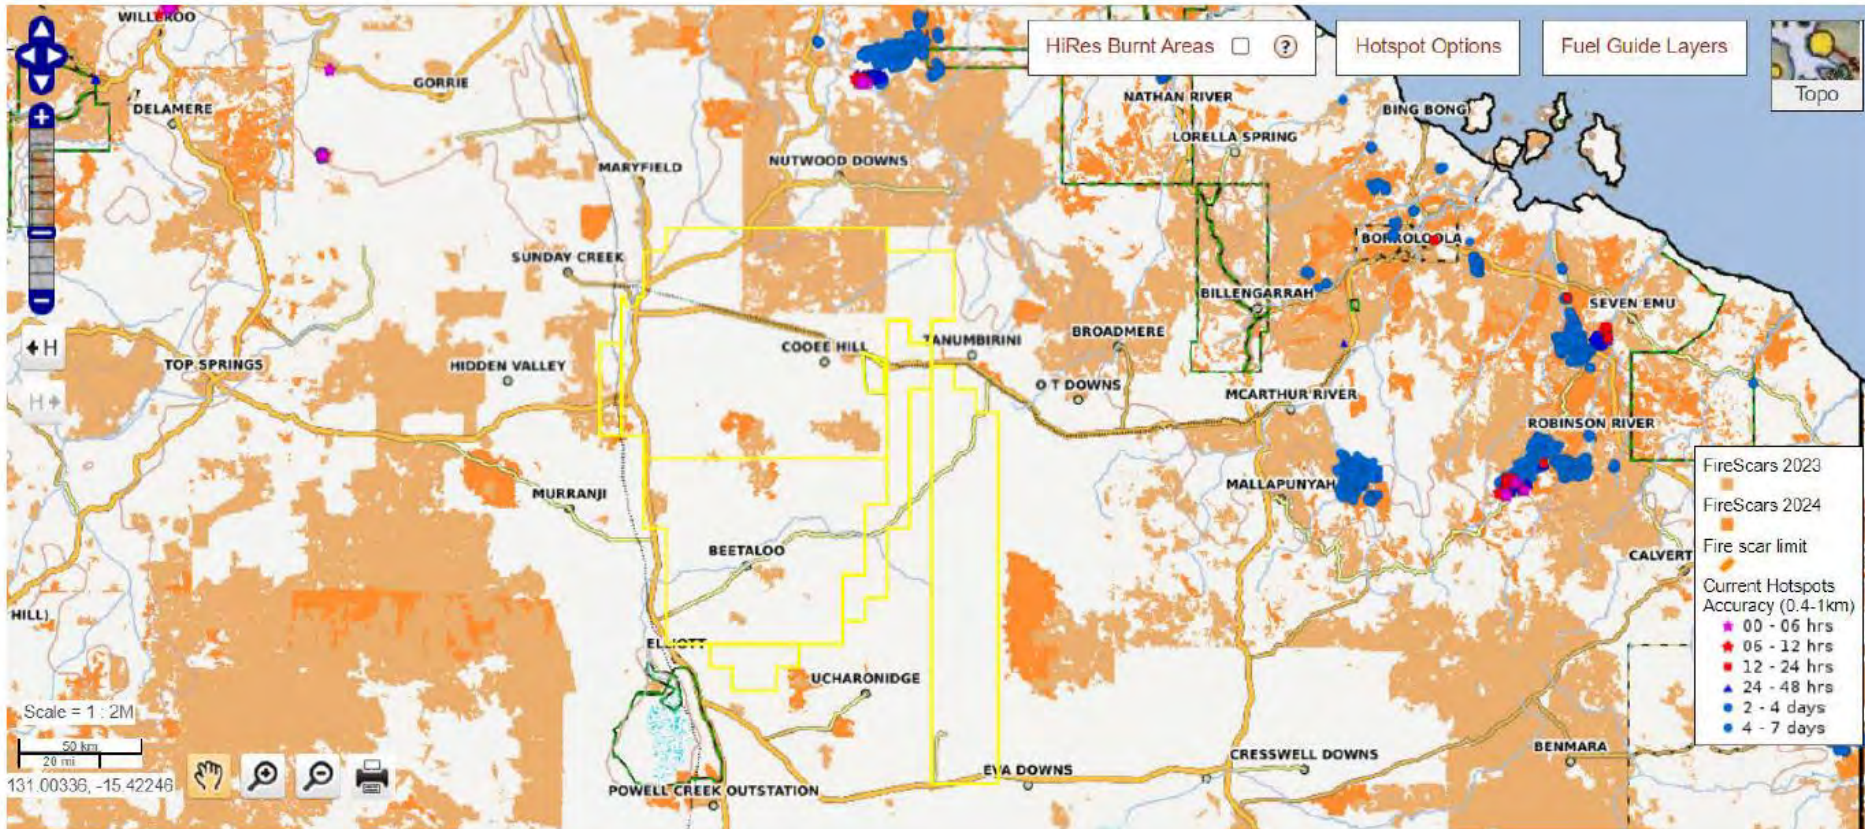 WILLEROO
HiRes Burnt Areas
?
Hotspot Options
Fuel Guide Layers
Topo
GORRIE
DELAMERE
NATHAN RIVER
BING BONG
LORELLA SPRING
MARYFIELD
NUTWOOD DOWNS
SUNDAY CREEK
BORROLOOLA
BILLENGARRAH
SEVEN EMU
H
COOEE HILL
TANUMBIRINI
BROADMERE
TOP SPRINGS
HIDDEN VALLEY
H
O T DOWNS
MCARTHUR RIVER
ROBINSON RIVER
MURRANJI
MALLAPUNYAH
FireScars 2023
FireScars 2024
Fire scar limit
BEETALOO
CALVERT
Current Hotspots
Accuracy (0.4-1km)
00 - 06 hrs
06 - 12 hrs
12 - 24 hrs
24 - 48 hrs
2 - 4 days
4 - 7 days
HILL)
ELLIOTT
UCHARONIDGE
Scale = 1 : 2M
50 km
20 mi
131.00336, -15.42246
POWELL CREEK OUTSTATION
EVA DOWNS
CRESSWELL DOWNS
BENMARA